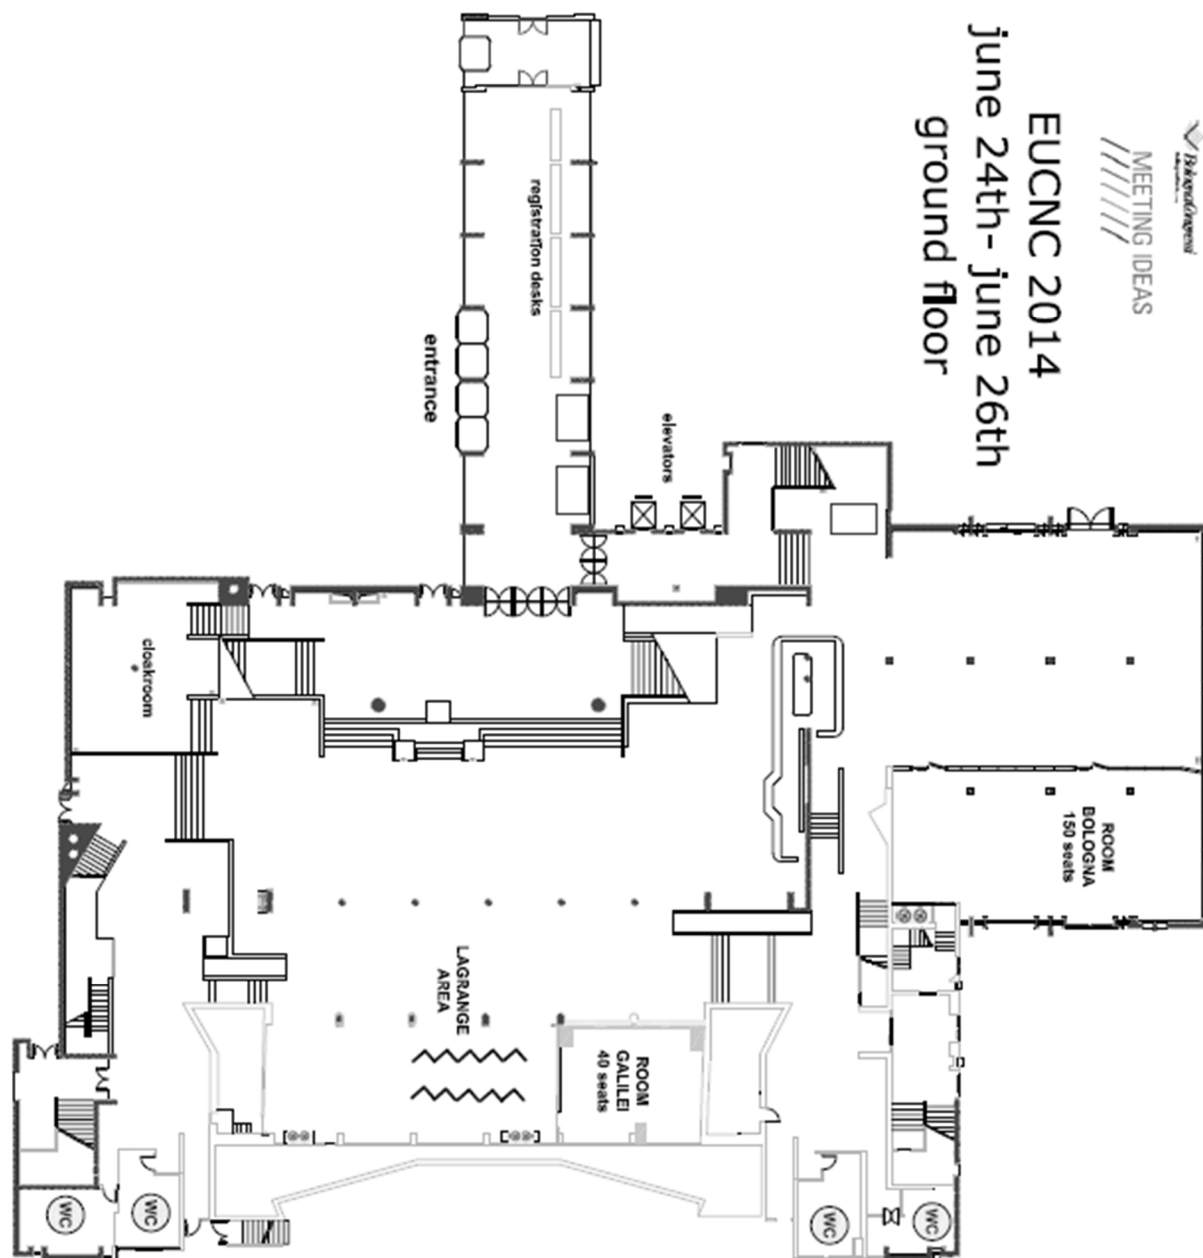 BolognaCongressi
MEETING IDEAS
EUCNC 2014
june 24th- june 26th
ground floor
registration desks
entrance
elevators
cloakroom
ROOM
BOLOGNA
150 seats
LAGRANGE
AREA
ROOM
GALILEI
40 seats
WC
WC
WC
WC